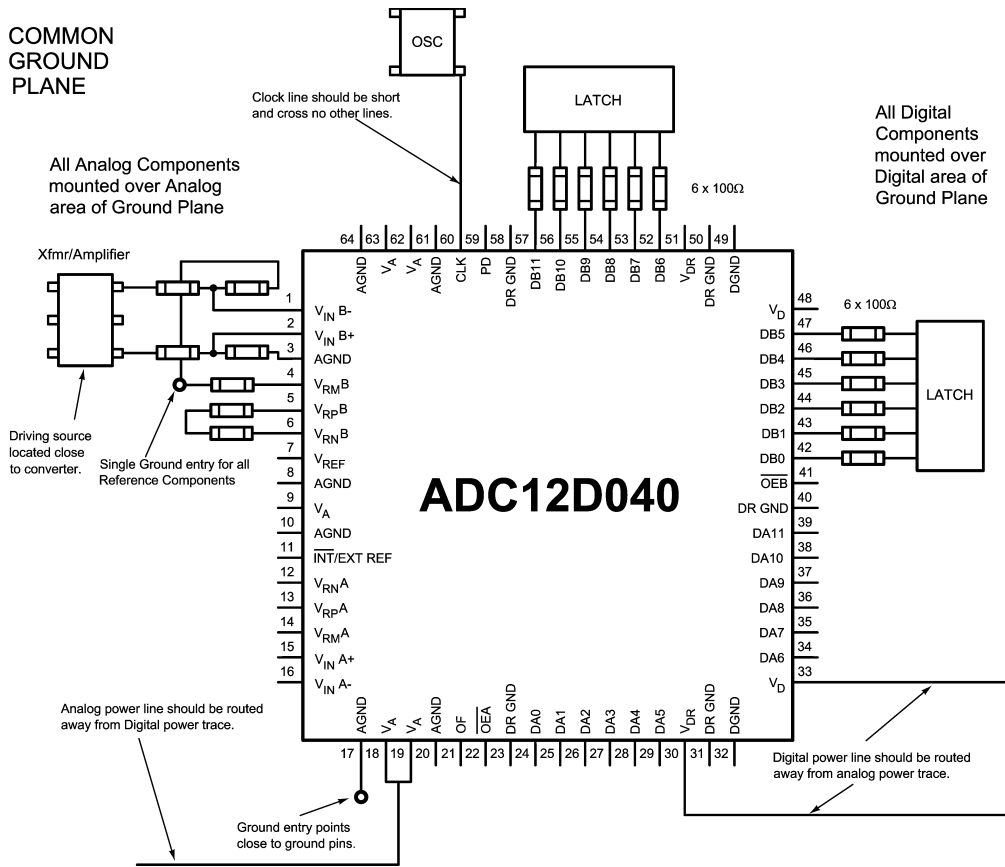 COMMON
GROUND
PLANE
OSC
Clock line should be short
and cross no other lines.
LATCH
6 x 100Ω
All Digital
Components
mounted over
Digital area of
Ground Plane
All Analog Components
mounted over Analog
area of Ground Plane
Xfmr/Amplifier
64 63 62 61 60 59 58 57 56 55 54 53 52 51 50 49
AGND VA VA AGND CLK PD DR GND DB11 DB10 DB9 DB8 DB7 DB6 VDR DR GND DGND
1 VIN B-
2 VIN B+
3 AGND
4 VRMB
5 VRPB
6 VRNB
7 VREF
8 AGND
9 VA
10 AGND
11 INT/EXT REF
12 VRNA
13 VRPA
14 VRMA
15 VIN A+
16 VIN A-
Driving source
located close
to converter.
Single Ground entry for all
Reference Components
ADC12D040
6 x 100Ω
VD 48
DB5 47
DB4 46
DB3 45
DB2 44
DB1 43
DB0 42
OEB 41
DR GND 40
DA11 39
DA10 38
DA9 37
DA8 36
DA7 35
DA6 34
VD 33
LATCH
AGND VA VA AGND OF OEA DR GND DA0 DA1 DA2 DA3 DA4 DA5 VDR DR GND DGND
17 18 19 20 21 22 23 24 25 26 27 28 29 30 31 32
Analog power line should be routed
away from Digital power trace.
Ground entry points
close to ground pins.
Digital power line should be routed
away from analog power trace.